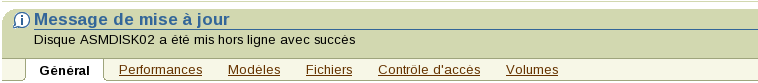 Message de mise à jour
Disque ASMDISK02 a été mis hors ligne avec succès
Général Performances Modèles Fichiers Contrôle d'accès Volumes